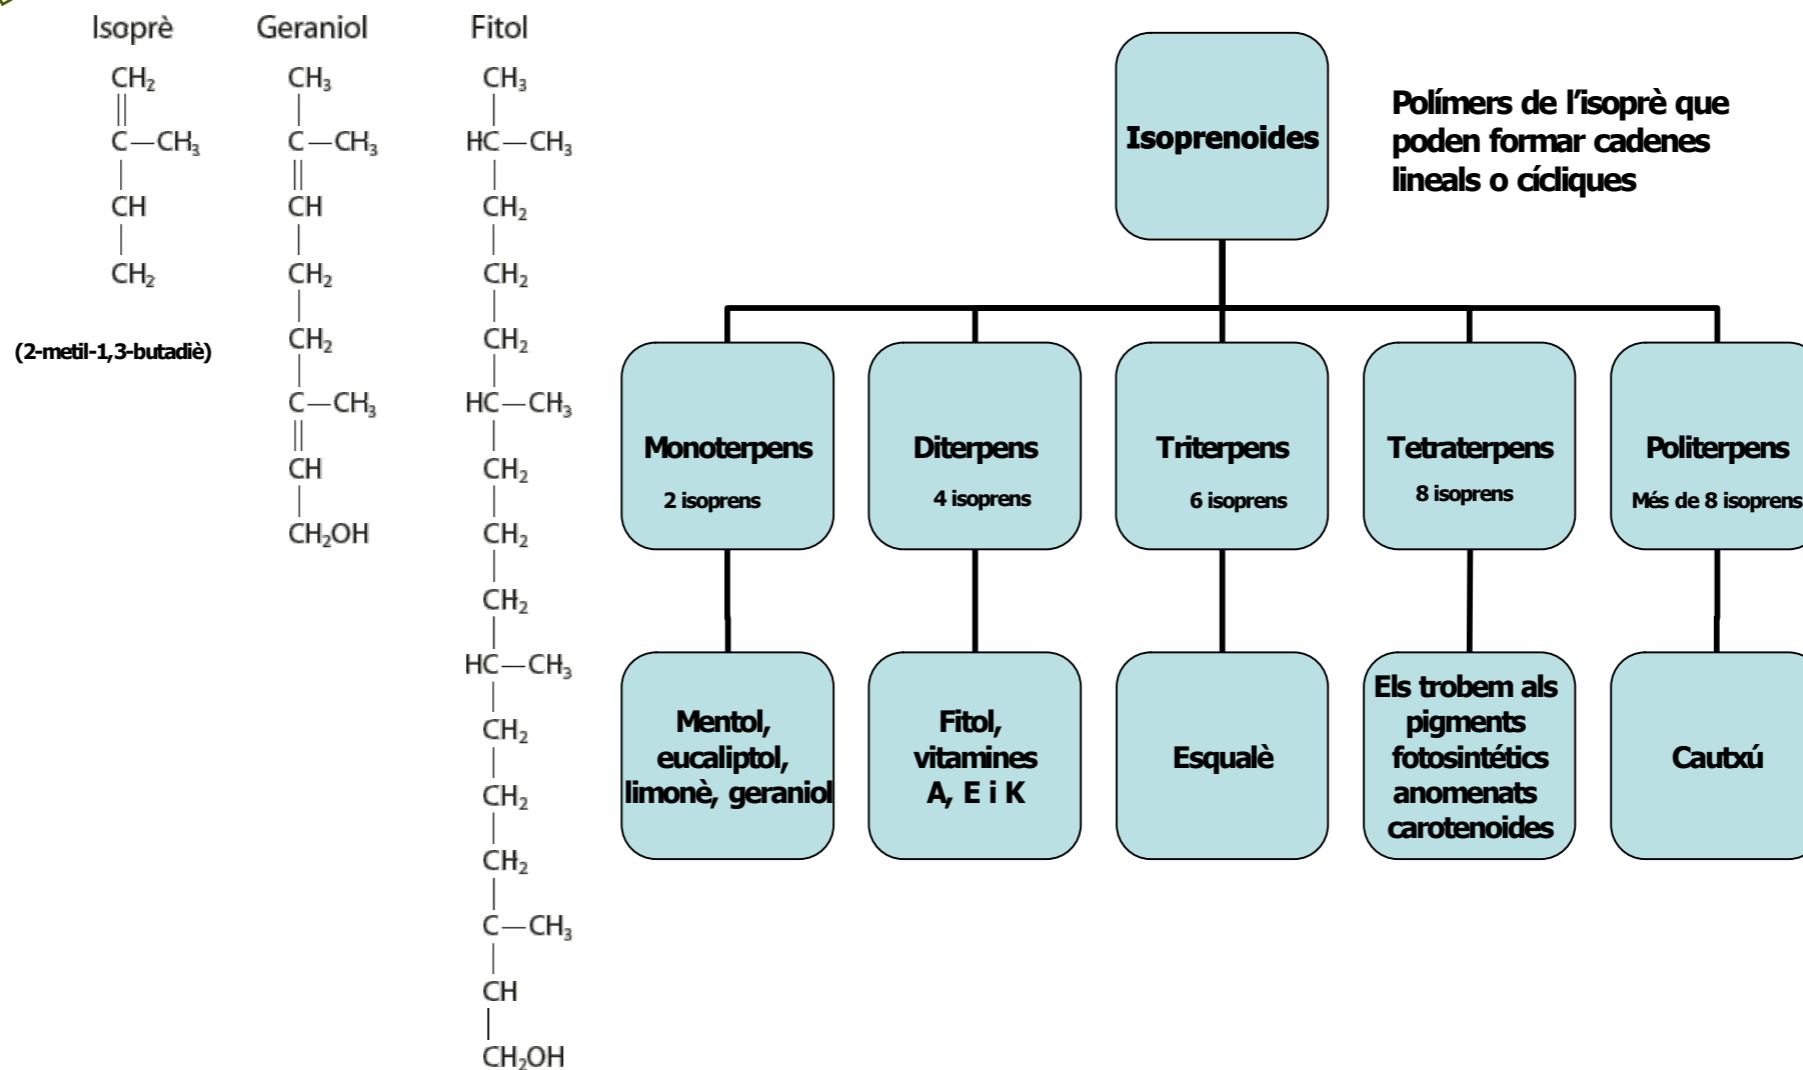 Isoprè
CH₂
C—CH₃
CH
CH₂
(2-metil-1,3-butadiè)
Geraniol
CH₃
C—CH₃
CH
CH₂
CH₂
C—CH₃
CH
CH₂OH
Fitol
CH₃
HC—CH₃
CH₂
CH₂
CH₂
HC—CH₃
CH₂
CH₂
CH₂
HC—CH₃
CH₂
CH₂
CH₂
C—CH₃
CH
CH₂OH
Isoprenoides
Polímers de l’isoprè que
poden formar cadenes
lineals o cícliques
Monoterpens
2 isoprens
Diterpens
4 isoprens
Triterpens
6 isoprens
Tetraterpens
8 isoprens
Politerpens
Més de 8 isoprens
Mentol,
eucaliptol,
limonè, geraniol
Fitol,
vitamines
A, E i K
Esqualè
Els trobem als
pigments
fotosintétics
anomenats
carotenoides
Cautxú